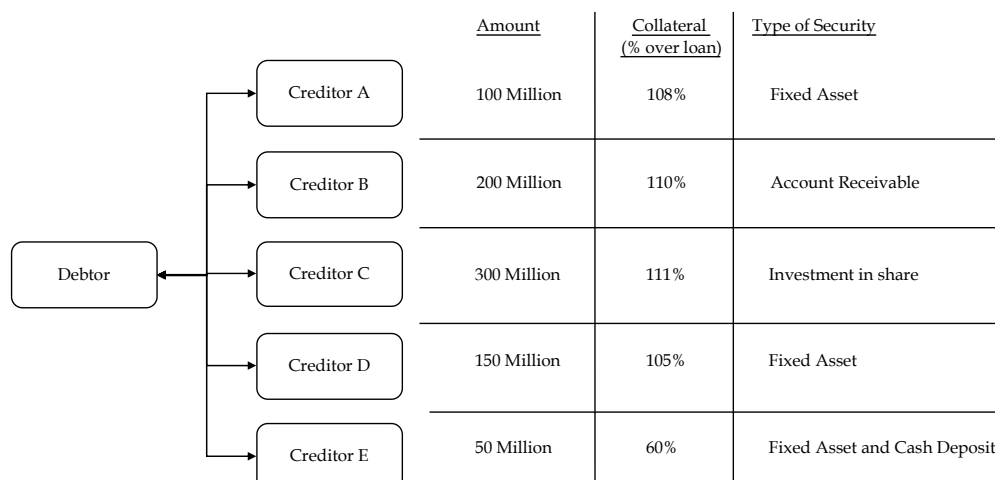 Amount Collateral Type of Security
(% over loan)
Creditor A 100 Million 108% Fixed Asset
Creditor B 200 Million 110% Account Receivable
Debtor Creditor C 300 Million 111% Investment in share
Creditor D 150 Million 105% Fixed Asset
Creditor E 50 Million 60% Fixed Asset and Cash Deposit